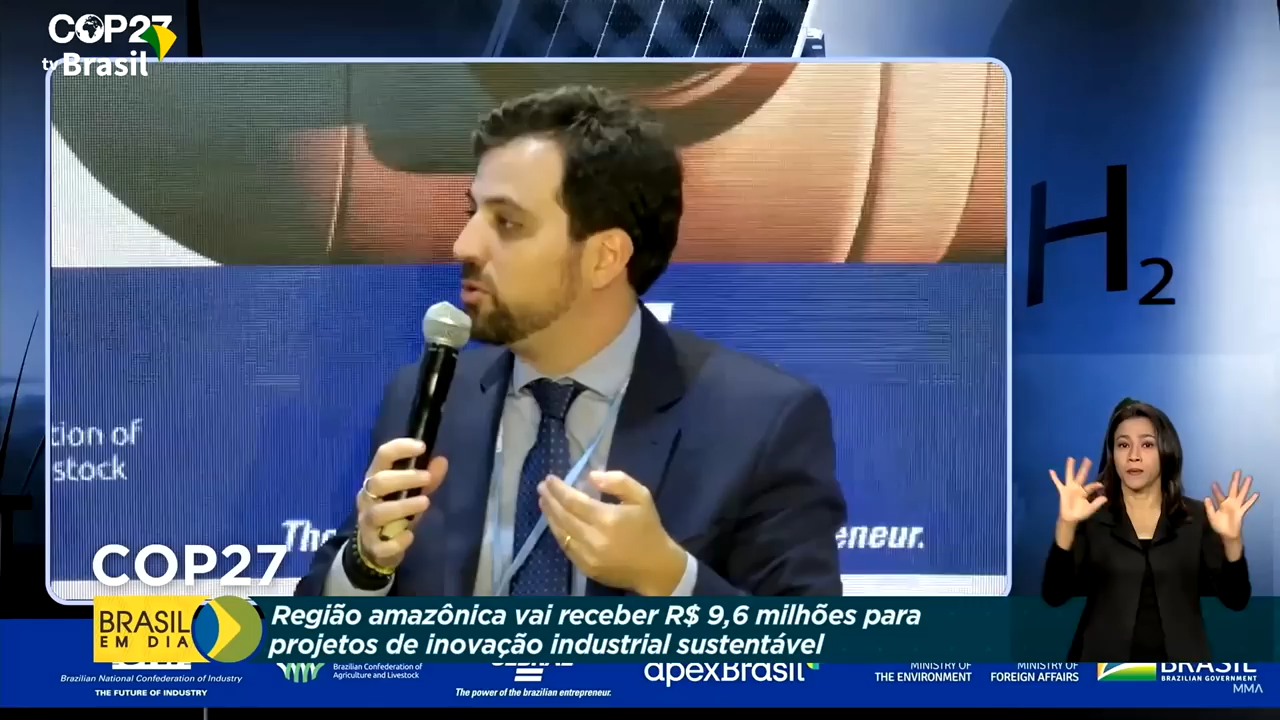 COP27
tv Brasil
H2
tion of
stock
The
eneur.
COP27
BRASIL
EM DIA
Região amazônica vai receber R$ 9,6 milhões para
projetos de inovação industrial sustentável
Brazilian National Confederation of Industry
THE FUTURE OF INDUSTRY
Brazilian Confederation of
Agriculture and Livestock
SEBRAE
The power of the brazilian entrepreneur.
apexBrasil
MINISTRY OF
THE ENVIRONMENT
MINISTRY OF
FOREIGN AFFAIRS
BRASIL
BRAZILIAN GOVERNMENT
MMA